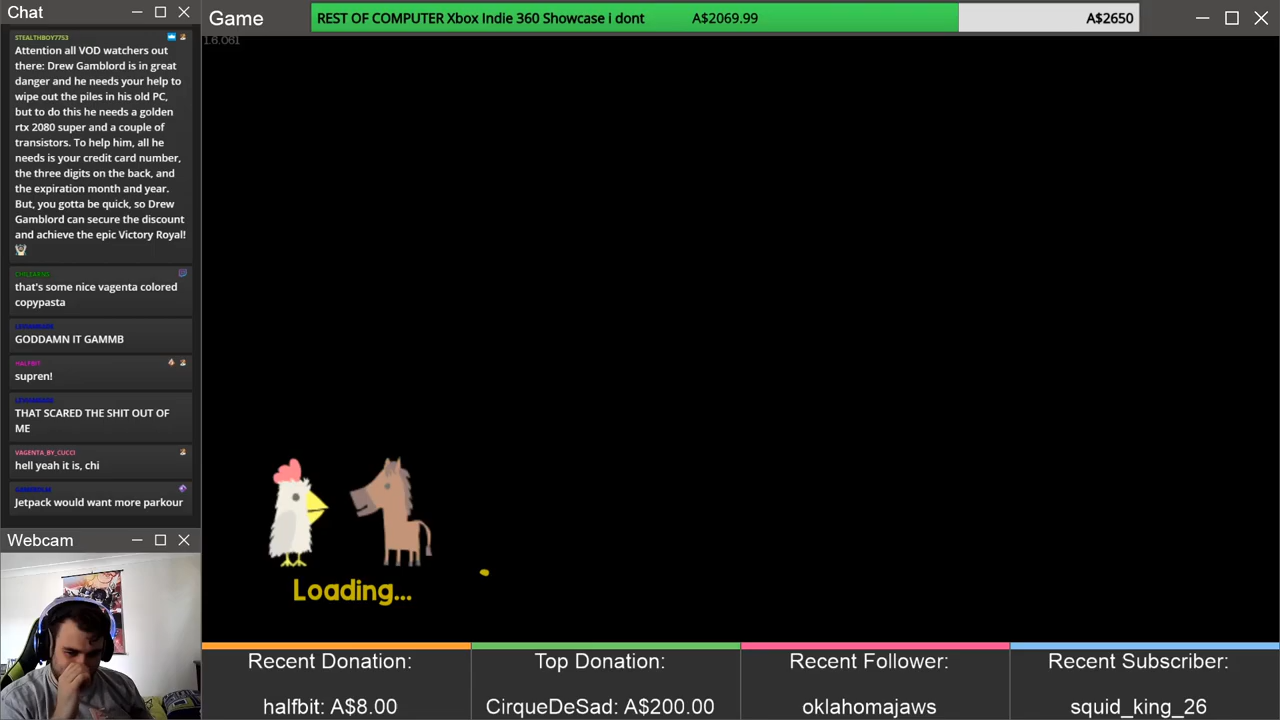 Chat
Game
REST OF COMPUTER Xbox Indie 360 Showcase i dont
A$2069.99
A$2650
1.6.061
STEALTHBOY7753
Attention all VOD watchers out
there: Drew Gamblord is in great
danger and he needs your help to
wipe out the piles in his old PC,
but to do this he needs a golden
rtx 2080 super and a couple of
transistors. To help him, all he
needs is your credit card number,
the three digits on the back, and
the expiration month and year.
But, you gotta be quick, so Drew
Gamblord can secure the discount
and achieve the epic Victory Royal!
that's some nice vagenta colored
copypasta
GODDAMN IT GAMMB
HALFBIT
supren!
THAT SCARED THE SHIT OUT OF
ME
VAGENTA_BY_CUCCI
hell yeah it is, chi
Jetpack would want more parkour
Webcam
Loading...
Recent Donation:
halfbit: A$8.00
Top Donation:
CirqueDeSad: A$200.00
Recent Follower:
oklahomajaws
Recent Subscriber:
squid_king_26